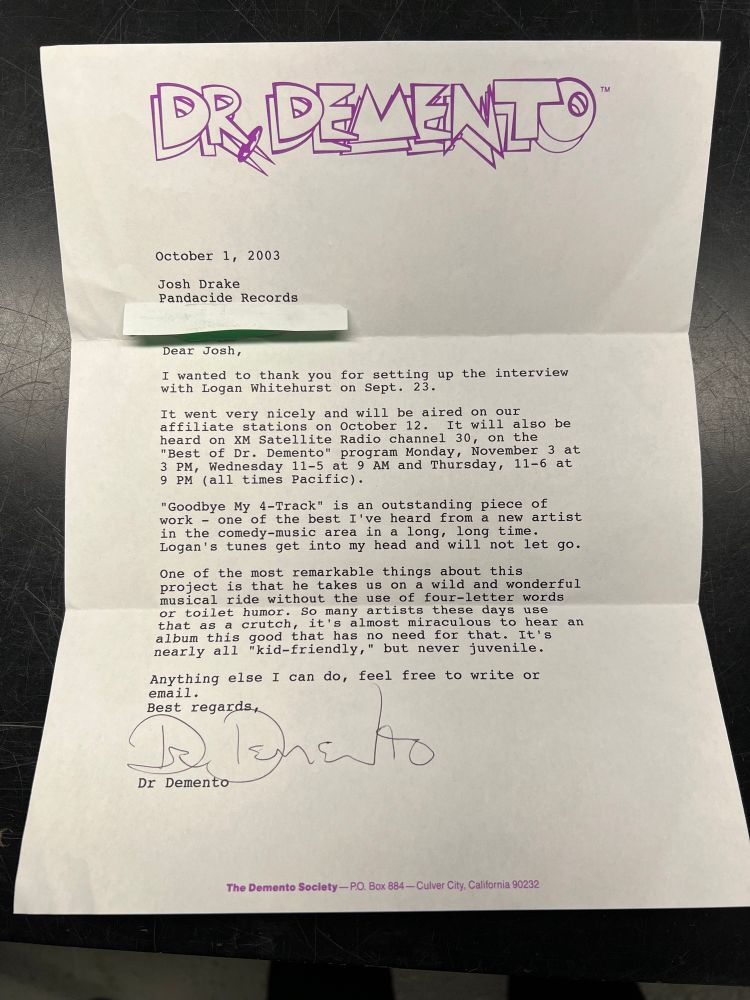 DR. DEMENTO™
October 1, 2003
Josh Drake
Pandacide Records
Dear Josh,
I wanted to thank you for setting up the interview
with Logan Whitehurst on Sept. 23.
It went very nicely and will be aired on our
affiliate stations on October 12.  It will also be
heard on XM Satellite Radio channel 30, on the
"Best of Dr. Demento" program Monday, November 3 at
3 PM, Wednesday 11-5 at 9 AM and Thursday, 11-6 at
9 PM (all times Pacific).
"Goodbye My 4-Track" is an outstanding piece of
work – one of the best I've heard from a new artist
in the comedy-music area in a long, long time.
Logan's tunes get into my head and will not let go.
One of the most remarkable things about this
project is that he takes us on a wild and wonderful
musical ride without the use of four-letter words
or toilet humor. So many artists these days use
that as a crutch, it's almost miraculous to hear an
album this good that has no need for that. It's
nearly all "kid-friendly," but never juvenile.
Anything else I can do, feel free to write or
email.
Best regards,
Dr. Demento
Dr Demento
The Demento Society — P.O. Box 884 — Culver City, California 90232